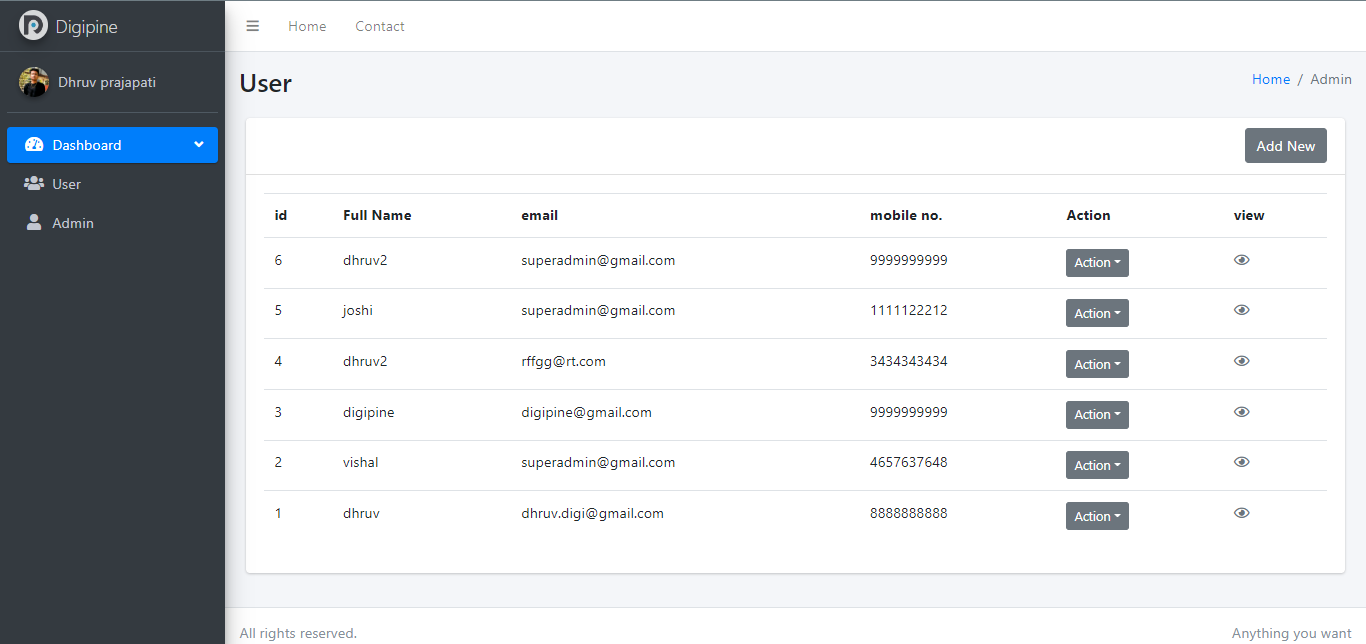 Digipine
Home Contact
Dhruv prajapati
User
Home / Admin
Dashboard
User
Admin
Add New
id Full Name email mobile no. Action view
6 dhruv2 superadmin@gmail.com 9999999999 Action
5 joshi superadmin@gmail.com 1111122212 Action
4 dhruv2 rffgg@rt.com 3434343434 Action
3 digipine digipine@gmail.com 9999999999 Action
2 vishal superadmin@gmail.com 4657637648 Action
1 dhruv dhruv.digi@gmail.com 8888888888 Action
All rights reserved. Anything you want